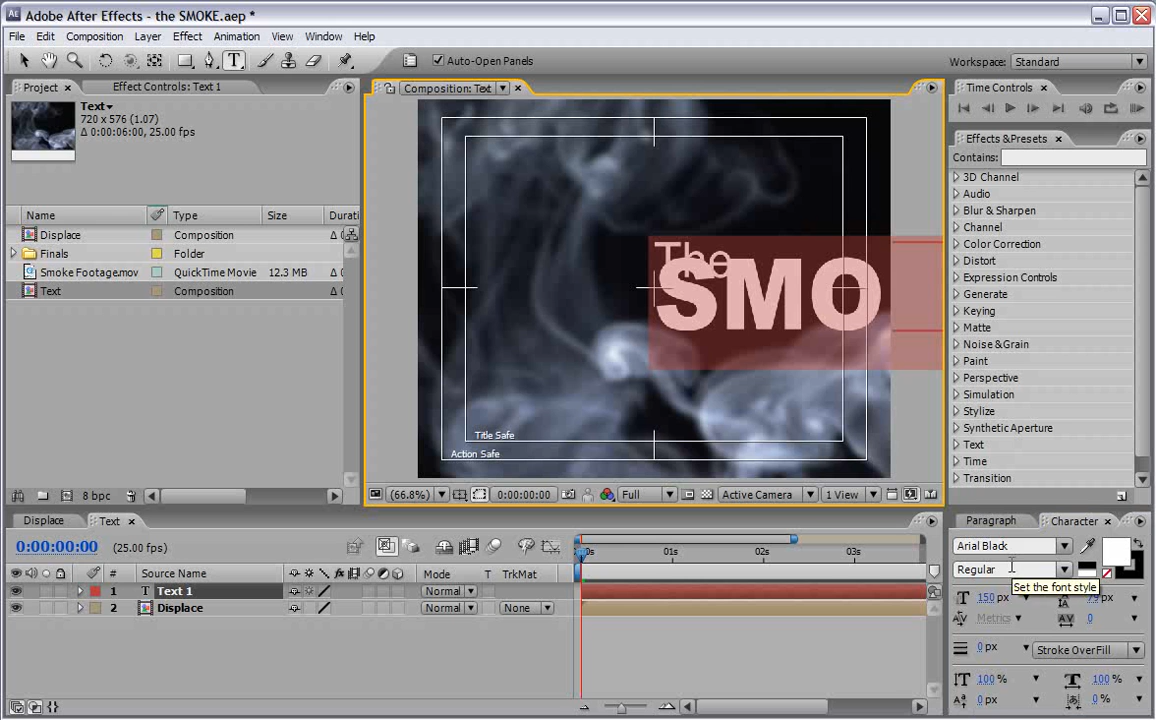 Adobe After Effects - the SMOKE.aep *
File Edit Composition Layer Effect Animation View Window Help
T Auto-Open Panels Workspace: Standard
Project Effect Controls: Text 1
Composition: Text
Time Controls
Text
720 x 576 (1.07)
Δ 0:00:06:00, 25.00 fps
Effects & Presets
Contains:
Name Type Size Durati
Displace Composition
Finals Folder
Smoke Footage.mov QuickTime Movie 12.3 MB
Text Composition
The
SMO
Title Safe
Action Safe
3D Channel
Audio
Blur & Sharpen
Channel
Color Correction
Distort
Expression Controls
Generate
Keying
Matte
Noise & Grain
Paint
Perspective
Simulation
Stylize
Synthetic Aperture
Text
Time
Transition
8 bpc
(66.8%) 0:00:00:00 Full Active Camera 1 View
Displace Text
0:00:00:00 (25.00 fps)
0s 01s 02s 03s
# Source Name Mode T TrkMat
1 T Text 1 Normal
2 Displace Normal None
Paragraph Character
Arial Black
Regular
Set the font style
150 px px
Metrics 0
0 px Stroke Over Fill
100 % 100 %
0 px 0 %